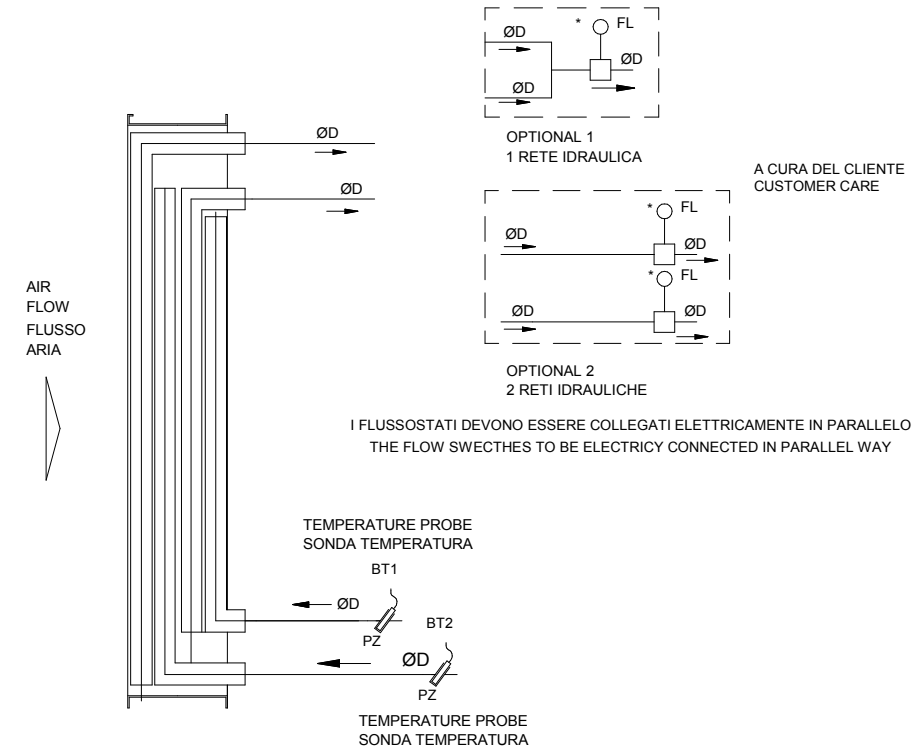 * FL
ØD
ØD
ØD
OPTIONAL 1
1 RETE IDRAULICA
ØD
ØD
A CURA DEL CLIENTE
CUSTOMER CARE
* FL
ØD
ØD
* FL
ØD
ØD
AIR
FLOW
FLUSSO
ARIA
OPTIONAL 2
2 RETI IDRAULICHE
I FLUSSOSTATI DEVONO ESSERE COLLEGATI ELETTRICAMENTE IN PARALLELO
THE FLOW SWECTHES TO BE ELECTRICY CONNECTED IN PARALLEL WAY
TEMPERATURE PROBE
SONDA TEMPERATURA
BT1
ØD
PZ
BT2
ØD
PZ
TEMPERATURE PROBE
SONDA TEMPERATURA